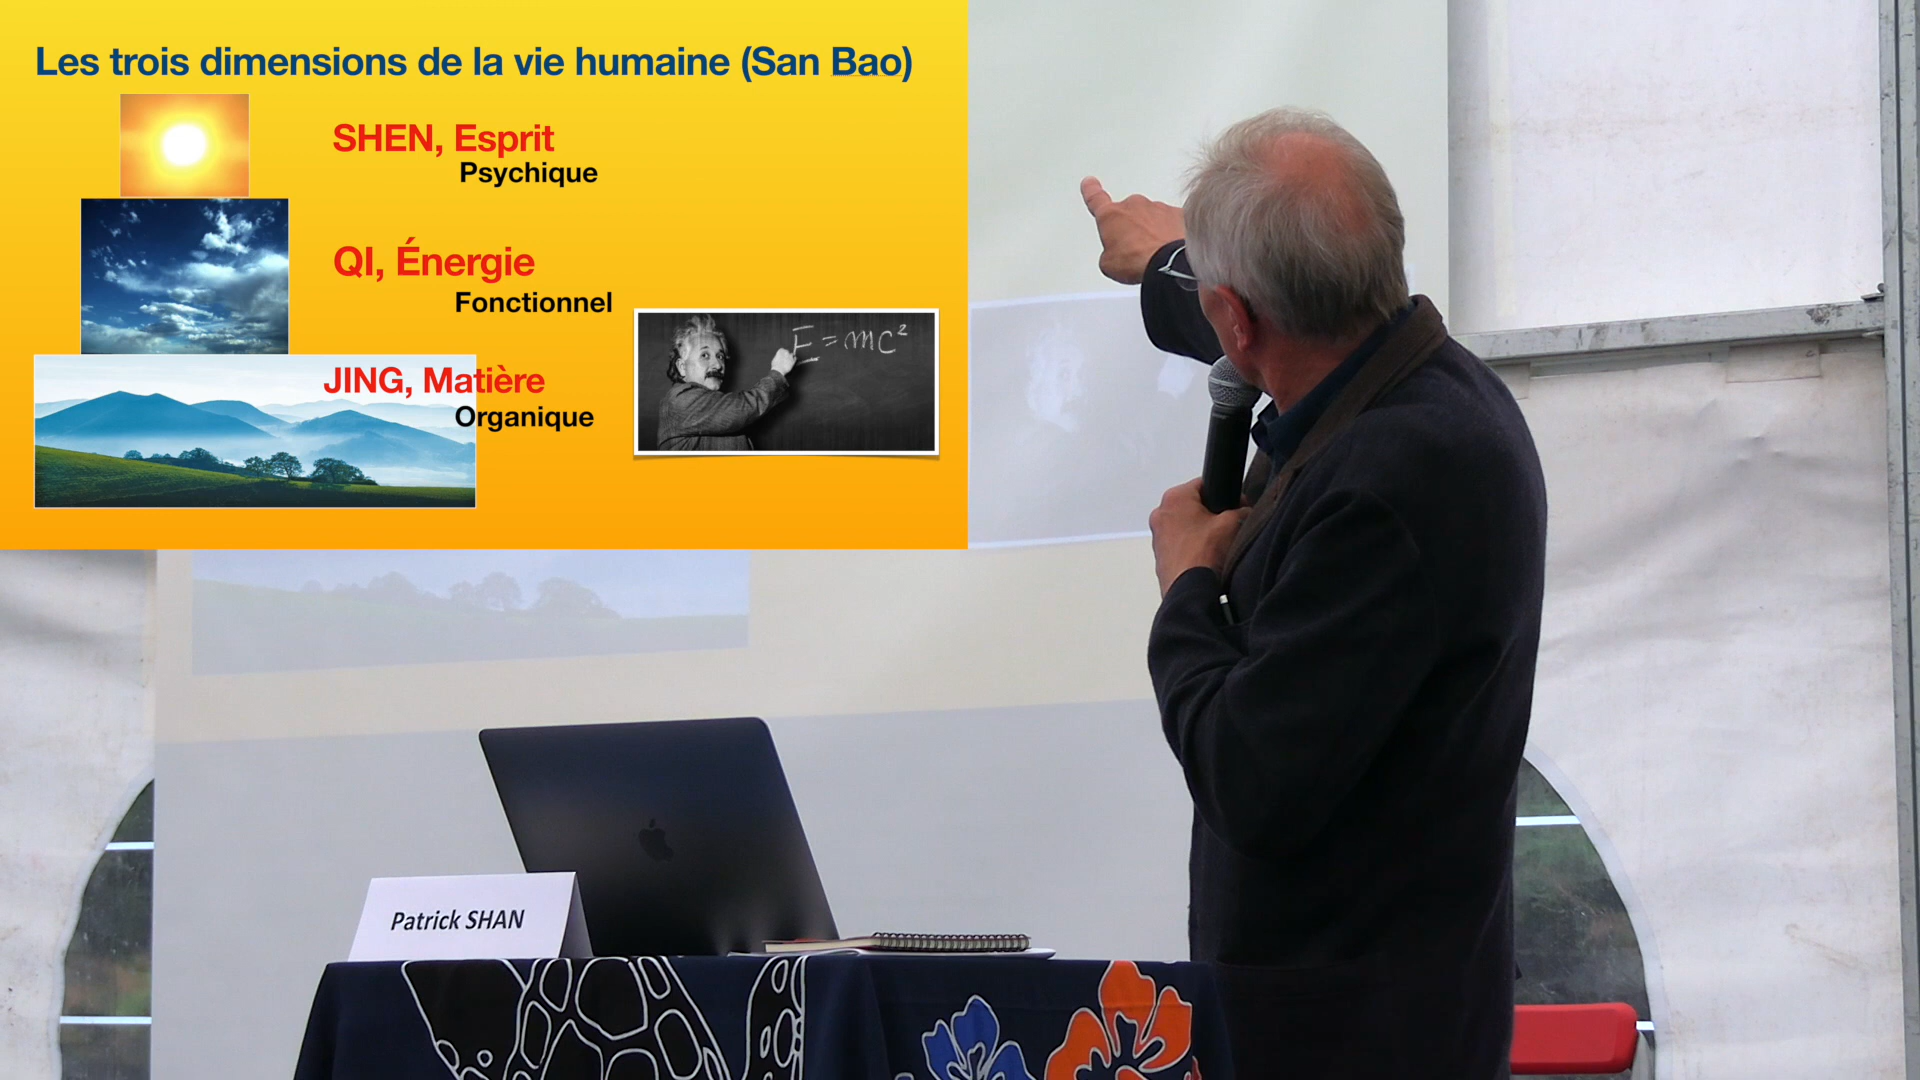 Les trois dimensions de la vie humaine (San Bao)
SHEN, Esprit
Psychique
QI, Énergie
Fonctionnel
E = mc²
JING, Matière
Organique
Patrick SHAN